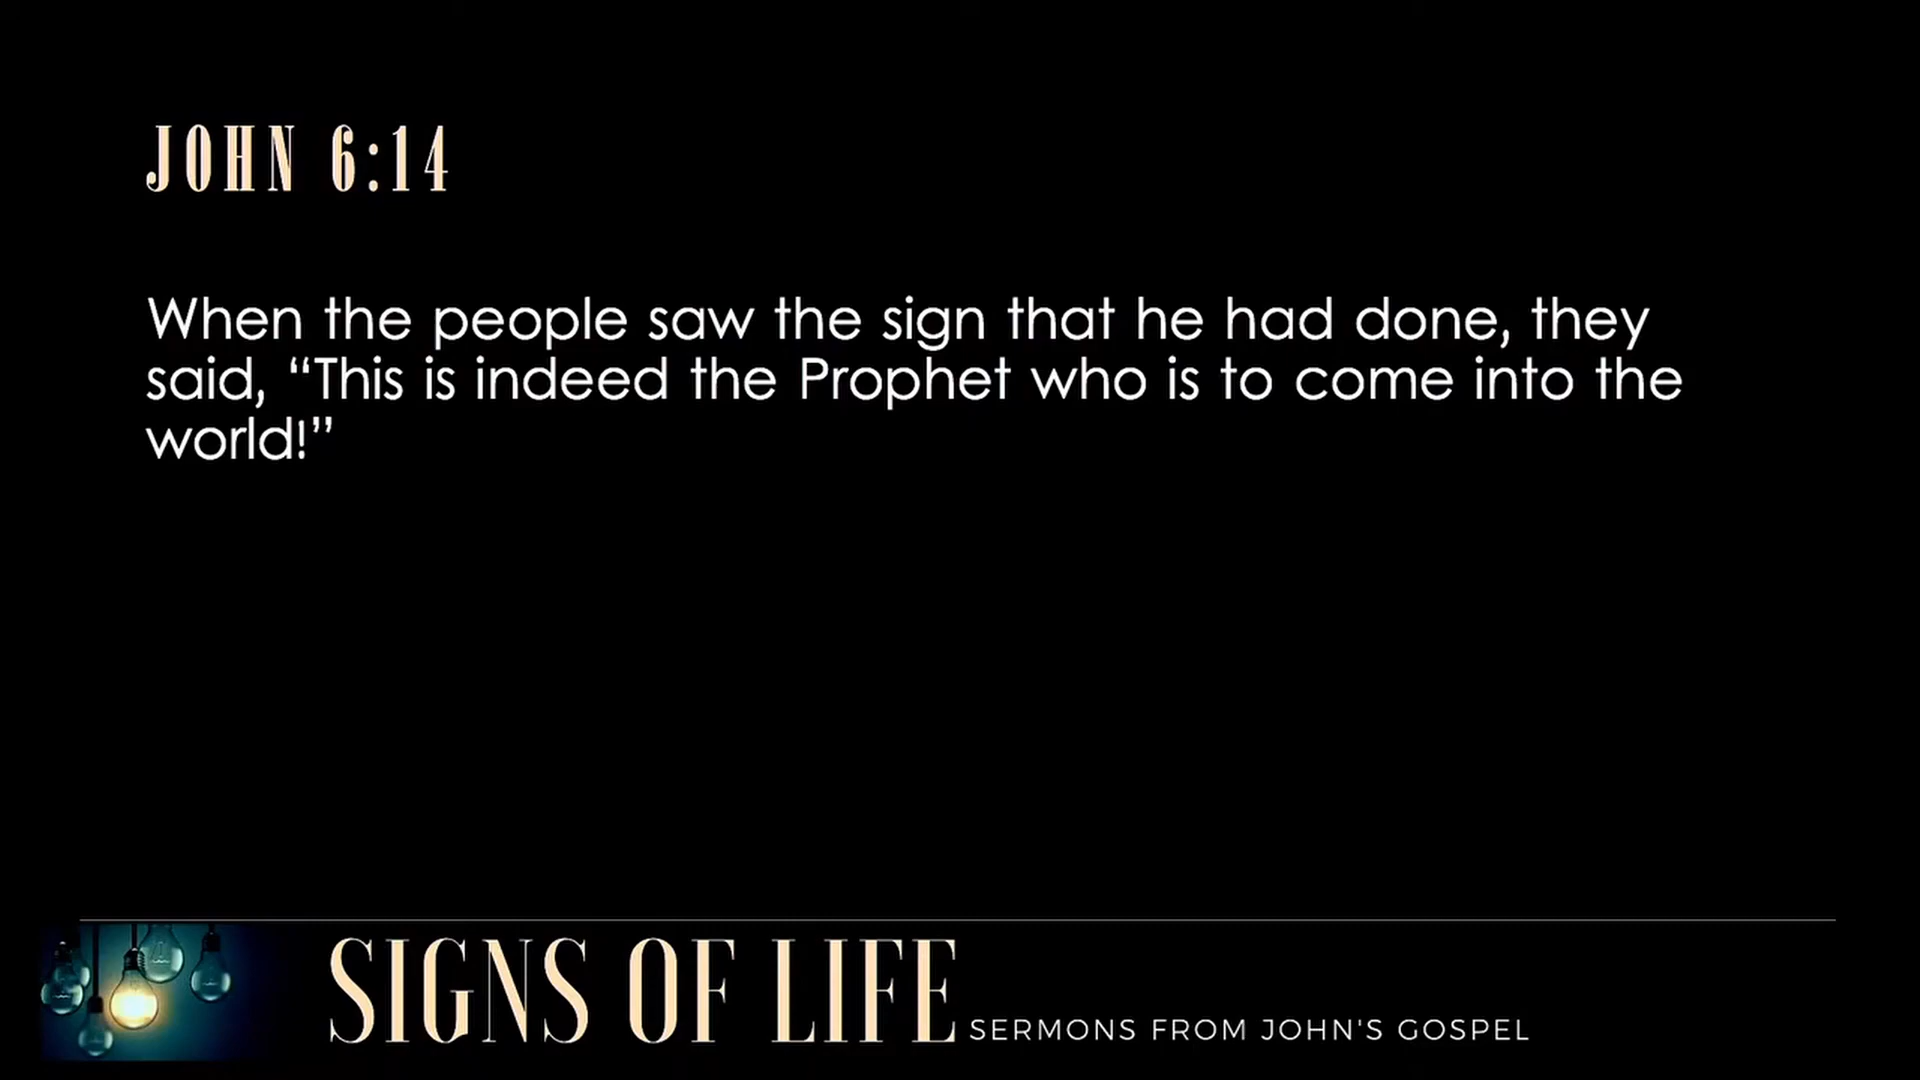 JOHN 6:14
When the people saw the sign that he had done, they
said, “This is indeed the Prophet who is to come into the
world!”
SIGNS OF LIFE SERMONS FROM JOHN'S GOSPEL